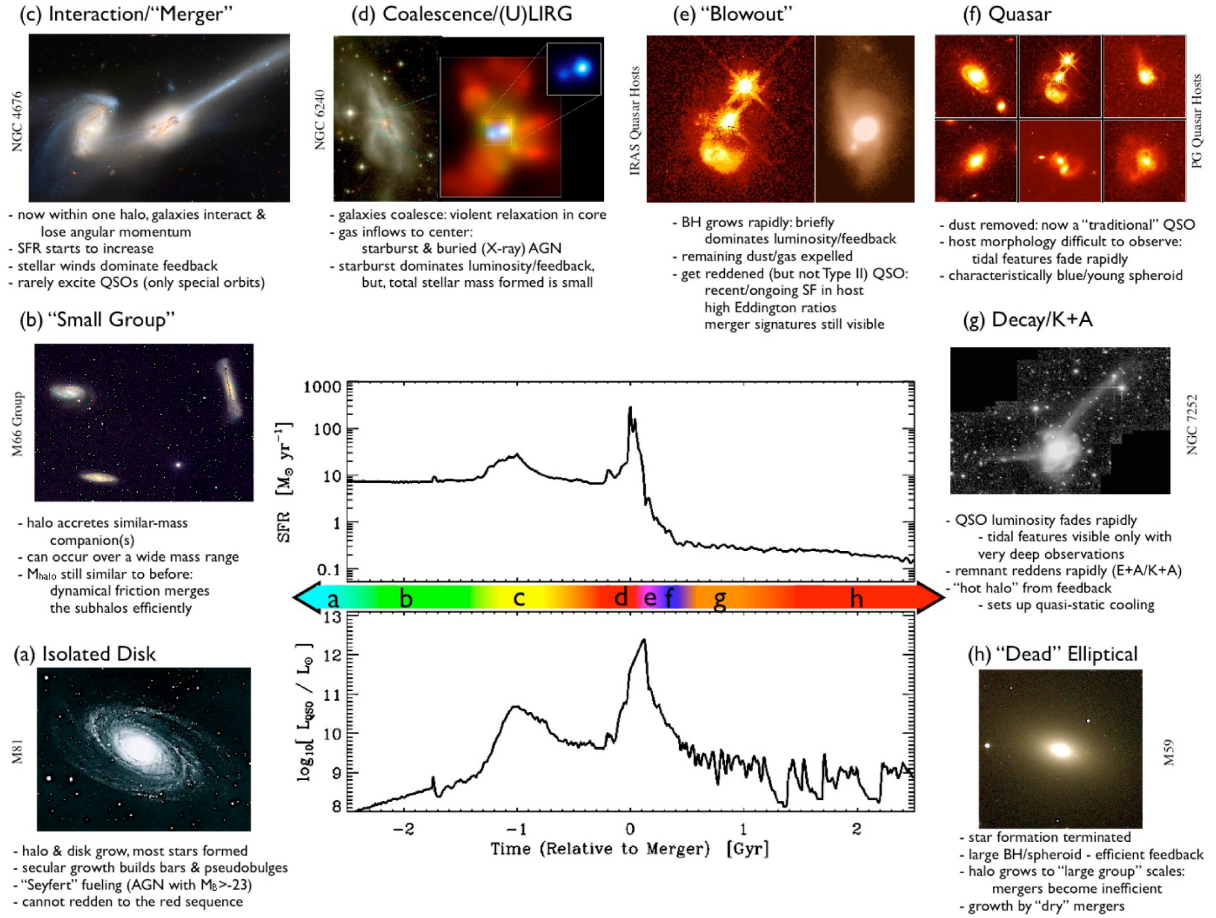 (c) Interaction/“Merger”
NGC 4676
- now within one halo, galaxies interact &
lose angular momentum
- SFR starts to increase
- stellar winds dominate feedback
- rarely excite QSOs (only special orbits)
(d) Coalescence/(U)LIRG
NGC 6240
- galaxies coalesce: violent relaxation in core
- gas inflows to center:
starburst & buried (X-ray) AGN
- starburst dominates luminosity/feedback,
but, total stellar mass formed is small
(e) “Blowout”
IRAS Quasar Hosts
- BH grows rapidly: briefly
dominates luminosity/feedback
- remaining dust/gas expelled
- get reddened (but not Type II) QSO:
recent/ongoing SF in host
high Eddington ratios
merger signatures still visible
(f) Quasar
PG Quasar Hosts
- dust removed: now a “traditional” QSO
- host morphology difficult to observe:
tidal features fade rapidly
- characteristically blue/young spheroid
(b) “Small Group”
M66 Group
- halo accretes similar-mass
companion(s)
- can occur over a wide mass range
- Mhalo still similar to before:
dynamical friction merges
the subhalos efficiently
(a) Isolated Disk
M81
- halo & disk grow, most stars formed
- secular growth builds bars & pseudobulges
- “Seyfert” fueling (AGN with MB>-23)
- cannot redden to the red sequence
SFR [M⊙ yr⁻¹]
1000
100
10
1
0.1
a b c d e f g h
log₁₀[ LQSO / L⊙ ]
13
12
11
10
9
8
-2 -1 0 1 2
Time (Relative to Merger) [Gyr]
(g) Decay/K+A
NGC 7252
- QSO luminosity fades rapidly
- tidal features visible only with
very deep observations
- remnant reddens rapidly (E+A/K+A)
- “hot halo” from feedback
- sets up quasi-static cooling
(h) “Dead” Elliptical
M59
- star formation terminated
- large BH/spheroid - efficient feedback
- halo grows to “large group” scales:
mergers become inefficient
- growth by “dry” mergers